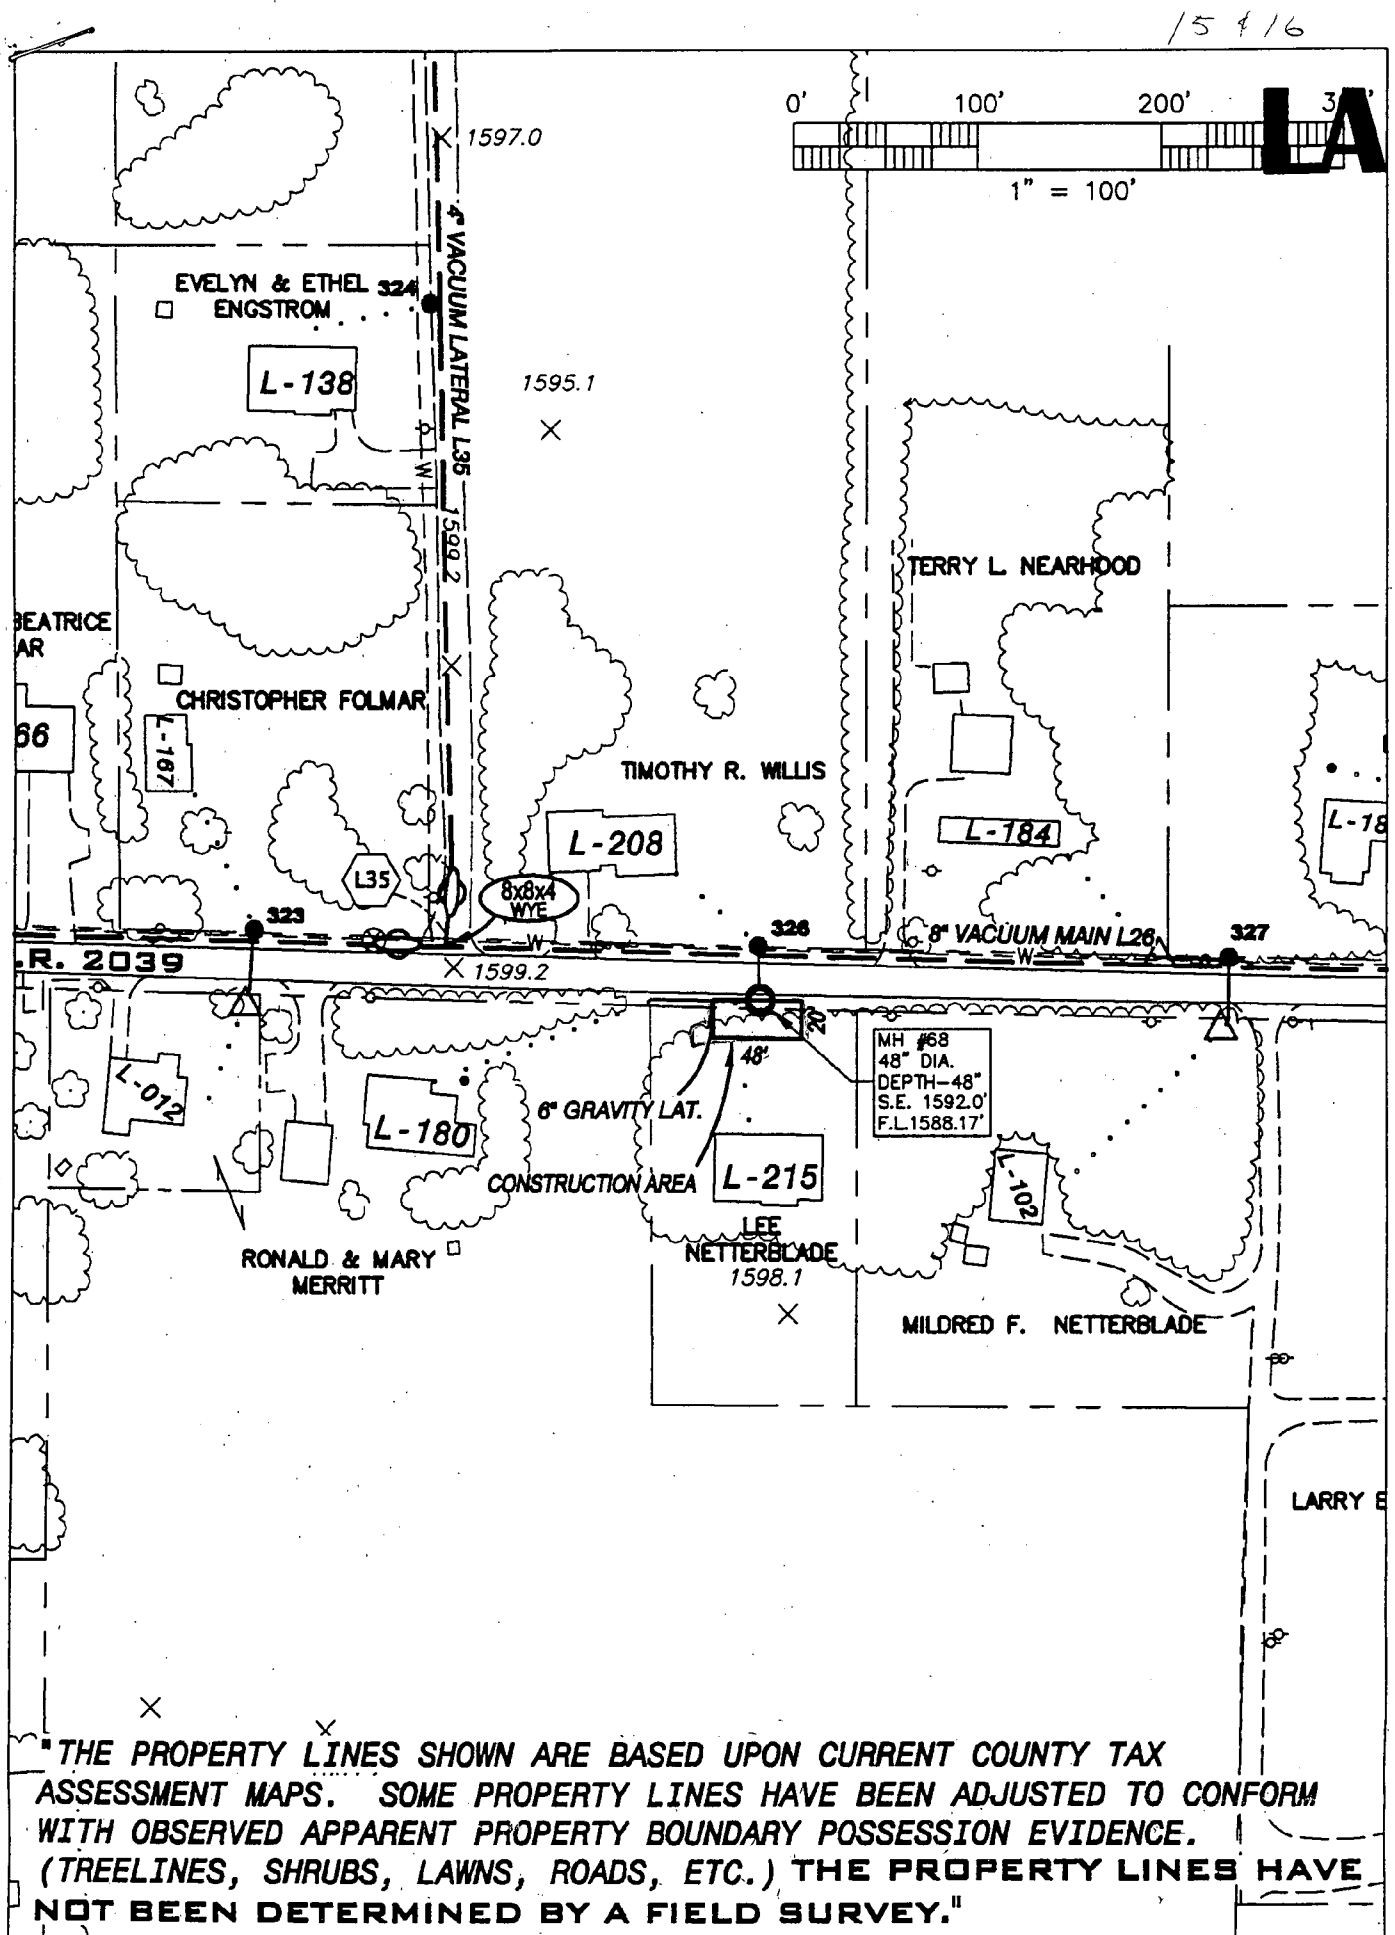 15 & 16
0' 100' 200'
LA
1" = 100'
1597.0
4" VACUUM LATERAL L35
EVELYN & ETHEL
ENGSTROM
324
L-138
1595.1
W
1599.2
TERRY L. NEARHOOD
BEATRICE
AR
66
CHRISTOPHER FOLMAR
L-167
TIMOTHY R. WILLIS
L-208
L-184
L-18
L35
8x8x4
WYE
323
326
8" VACUUM MAIN L26
327
W
W
.R. 2039
1599.2
20'
48'
MH #68
48" DIA.
DEPTH-48"
S.E. 1592.0'
F.L.1588.17'
L-012
L-180
6" GRAVITY LAT.
CONSTRUCTION AREA
L-215
L-102
LEE
NETTERBLADE
1598.1
RONALD & MARY
MERRITT
MILDRED F. NETTERBLADE
LARRY
"THE PROPERTY LINES SHOWN ARE BASED UPON CURRENT COUNTY TAX
ASSESSMENT MAPS. SOME PROPERTY LINES HAVE BEEN ADJUSTED TO CONFORM
WITH OBSERVED APPARENT PROPERTY BOUNDARY POSSESSION EVIDENCE.
(TREELINES, SHRUBS, LAWNS, ROADS, ETC.) THE PROPERTY LINES HAVE
NOT BEEN DETERMINED BY A FIELD SURVEY."